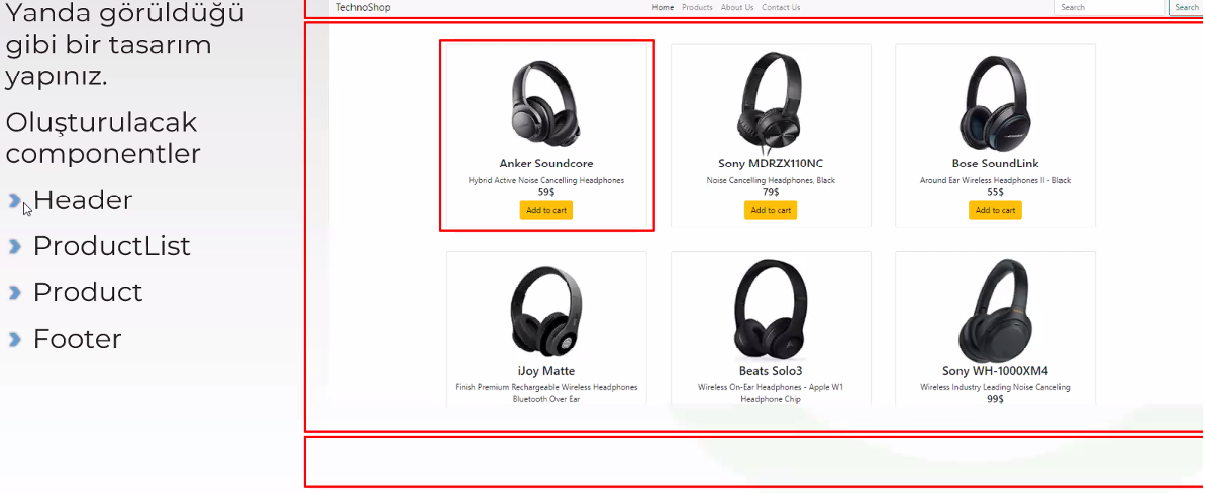 Yanda görüldüğü
gibi bir tasarım
yapınız.
Oluşturulacak
componentler
Header
ProductList
Product
Footer
TechnoShop
Home Products About Us Contact Us
Search Search
Anker Soundcore
Hybrid Active Noise Cancelling Headphones
59$
Add to cart
Sony MDRZX110NC
Noise Cancelling Headphones, Black
79$
Add to cart
Bose SoundLink
Around Ear Wireless Headphones II - Black
55$
Add to cart
iJoy Matte
Finish Premium Rechargeable Wireless Headphones
Bluetooth Over Ear
Beats Solo3
Wireless On-Ear Headphones - Apple W1
Headphone Chip
Sony WH-1000XM4
Wireless Industry Leading Noise Canceling
99$